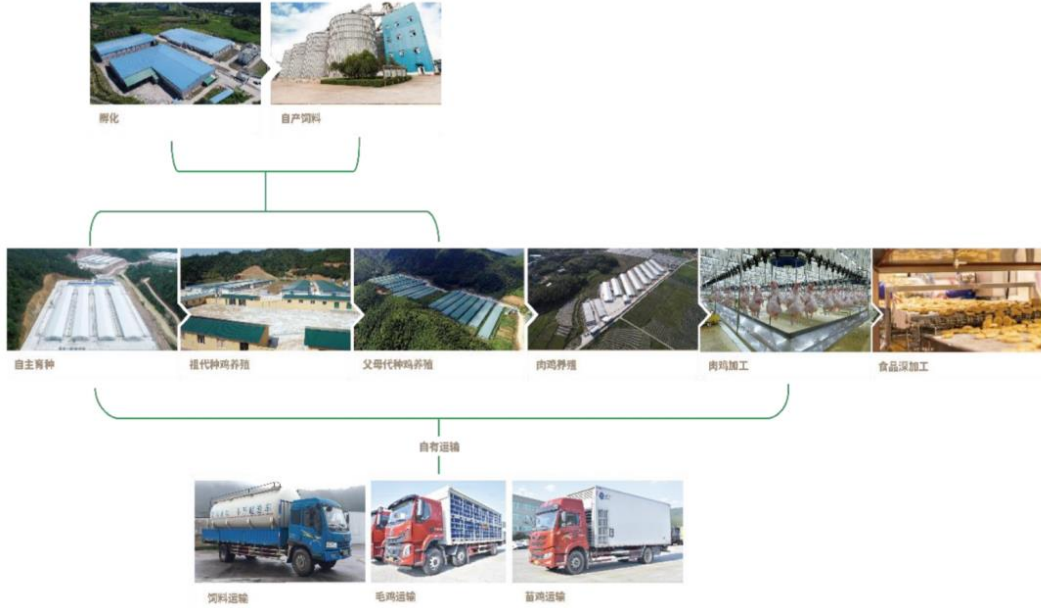 孵化
自产饲料
自主育种
祖代种鸡养殖
父母代种鸡养殖
肉鸡养殖
肉鸡加工
食品深加工
自有运输
饲料运输
毛鸡运输
苗鸡运输